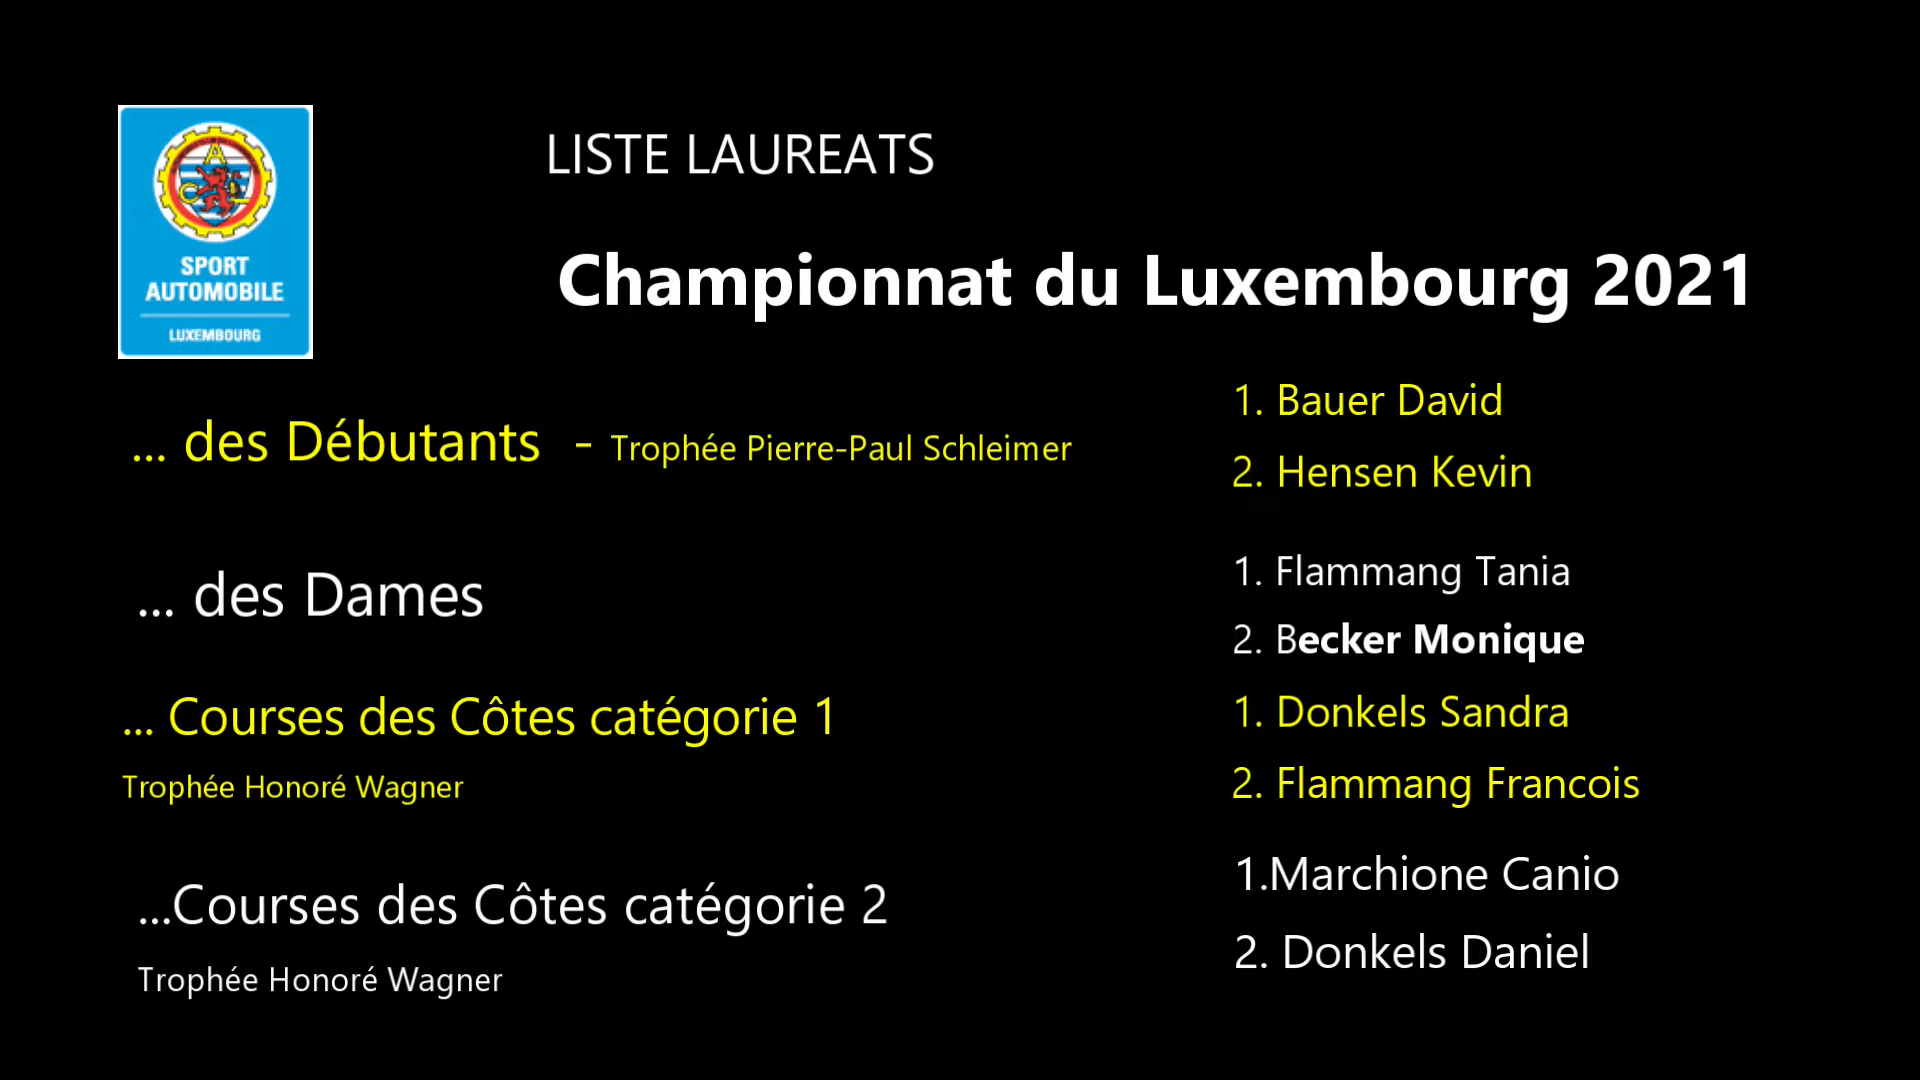 SPORT
AUTOMOBILE
LUXEMBOURG
LISTE LAUREATS
Championnat du Luxembourg 2021
... des Débutants - Trophée Pierre-Paul Schleimer
1. Bauer David
2. Hensen Kevin
... des Dames
1. Flammang Tania
2. Becker Monique
... Courses des Côtes catégorie 1
Trophée Honoré Wagner
1. Donkels Sandra
2. Flammang Francois
...Courses des Côtes catégorie 2
Trophée Honoré Wagner
1.Marchione Canio
2. Donkels Daniel